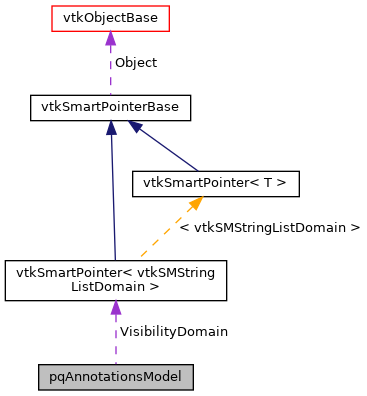 vtkObjectBase
Object
vtkSmartPointerBase
vtkSmartPointer< T >
< vtkSMStringListDomain >
vtkSmartPointer< vtkSMString
ListDomain >
VisibilityDomain
pqAnnotationsModel